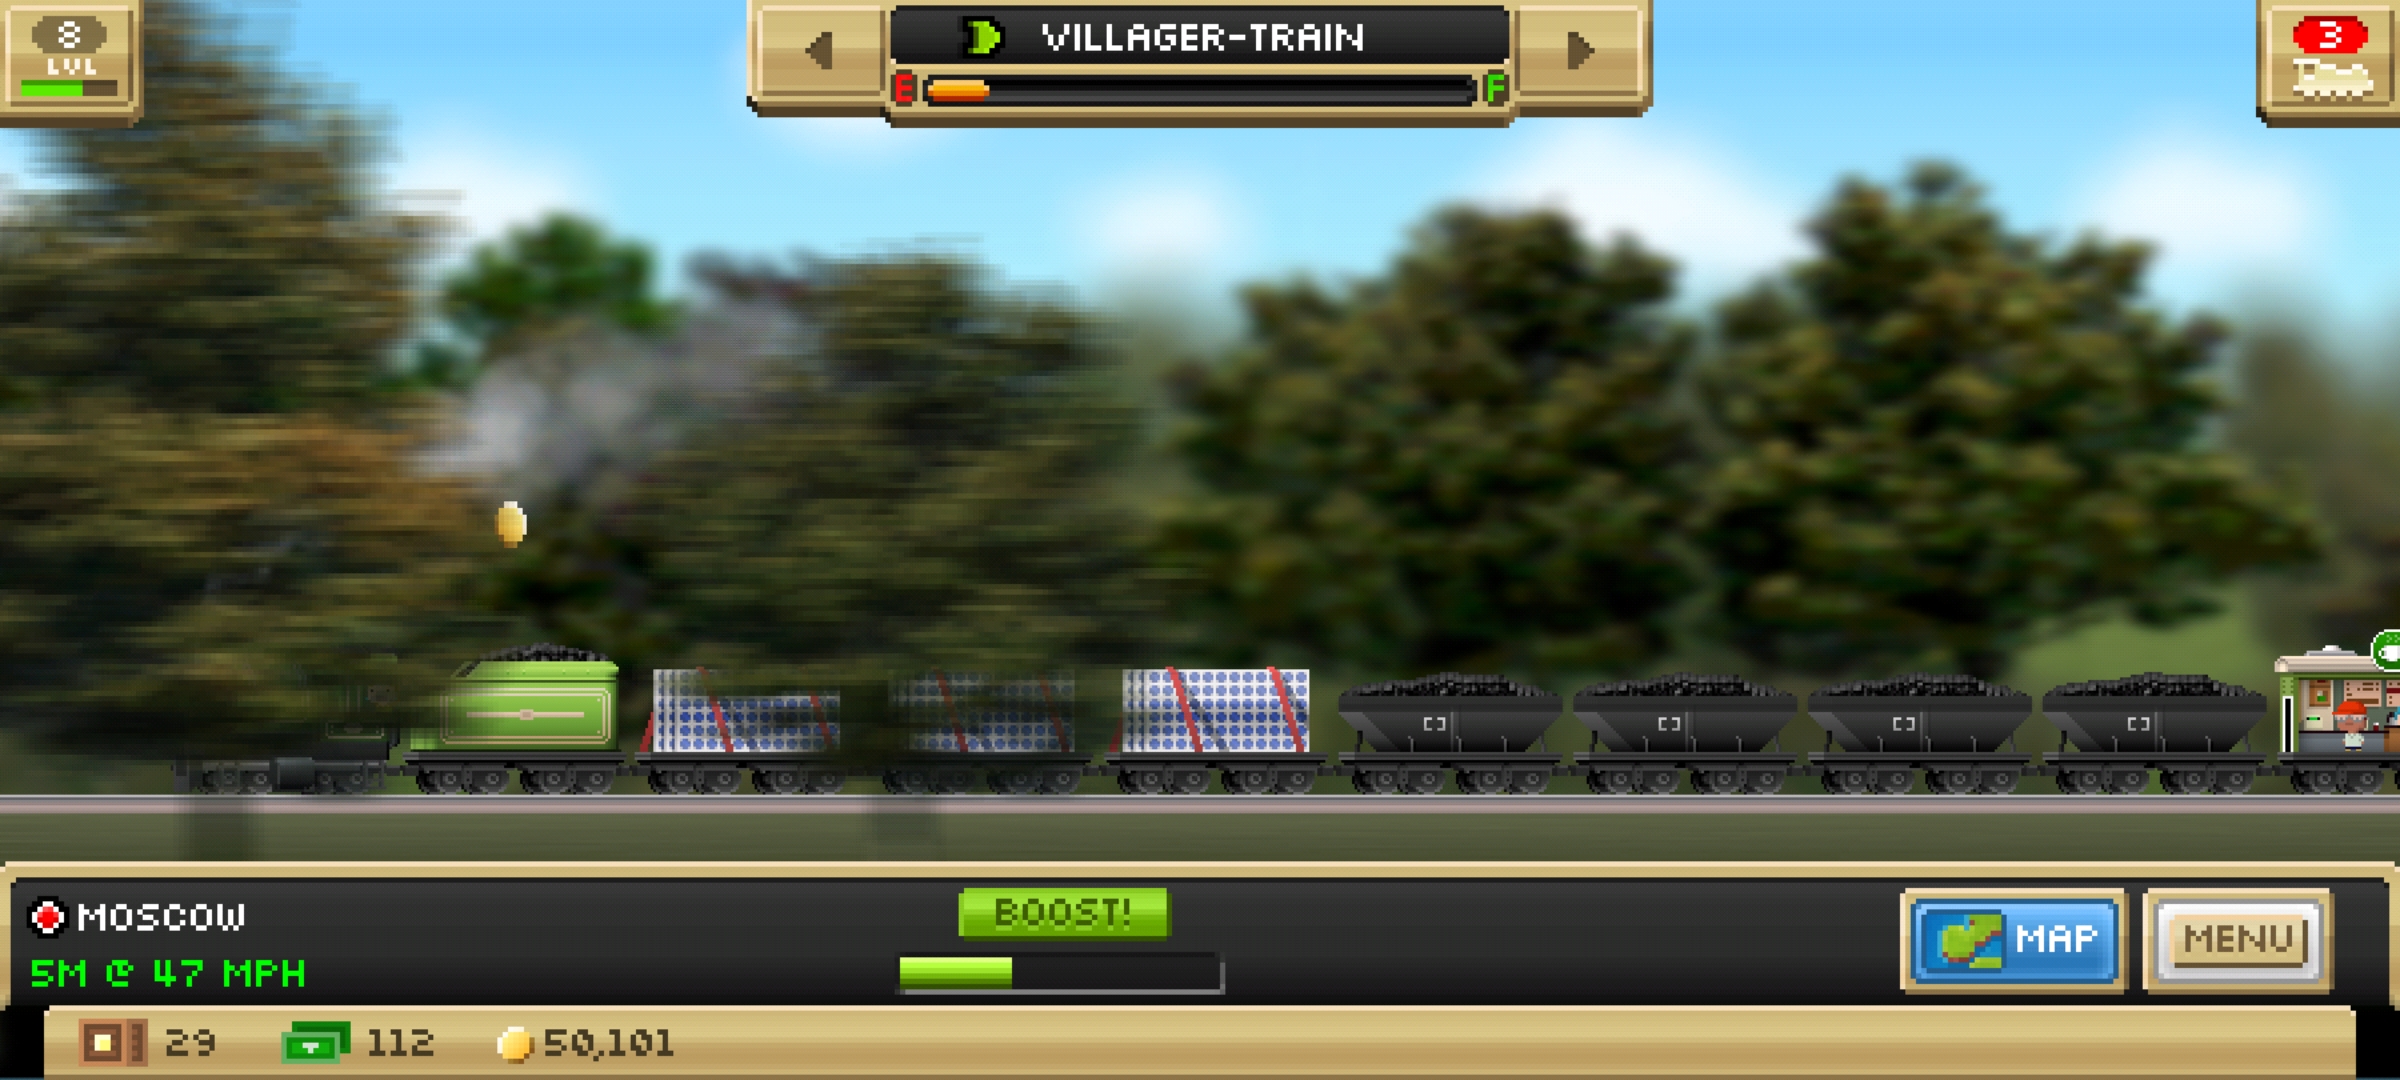 8
LVL
VILLAGER-TRAIN
E F
3
MOSCOW
5M @ 47 MPH
BOOST!
MAP
MENU
29
112
50,101